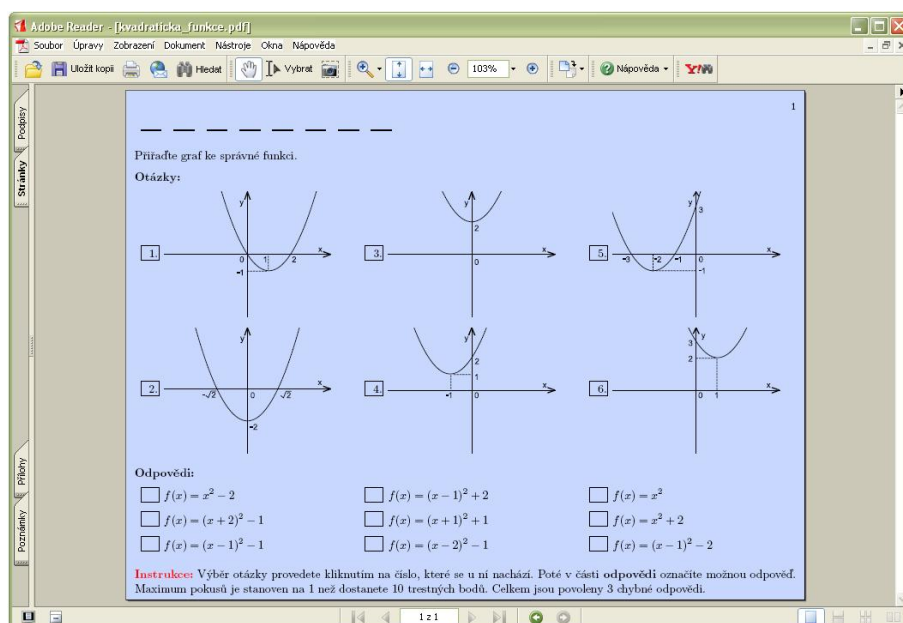 Adobe Reader - [kvadraticka_funkce.pdf]
Soubor Úpravy Zobrazení Dokument Nástroje Okna Nápověda
Uložit kopii Hledat Vybrat 103% Nápověda Y!
Podpisy
Stránky
Přílohy
Poznámky
1
Přiřaďte graf ke správné funkci.
Otázky:
1. y x 0 1 2 -1
3. y x 2 0
5. y x 3 -3 -2 -1 0 -1
2. y x -√2 0 √2 -2
4. y x 2 1 -1 0
6. y x 3 2 0 1
Odpovědi:
f(x) = x² − 2 f(x) = (x − 1)² + 2 f(x) = x²
f(x) = (x + 2)² − 1 f(x) = (x + 1)² + 1 f(x) = x² + 2
f(x) = (x − 1)² − 1 f(x) = (x − 2)² − 1 f(x) = (x − 1)² − 2
Instrukce: Výběr otázky provedete kliknutím na číslo, které se u ní nachází. Poté v části odpovědi označíte možnou odpověď.
Maximum pokusů je stanoven na 1 než dostanete 10 trestných bodů. Celkem jsou povoleny 3 chybné odpovědi.
1 z 1